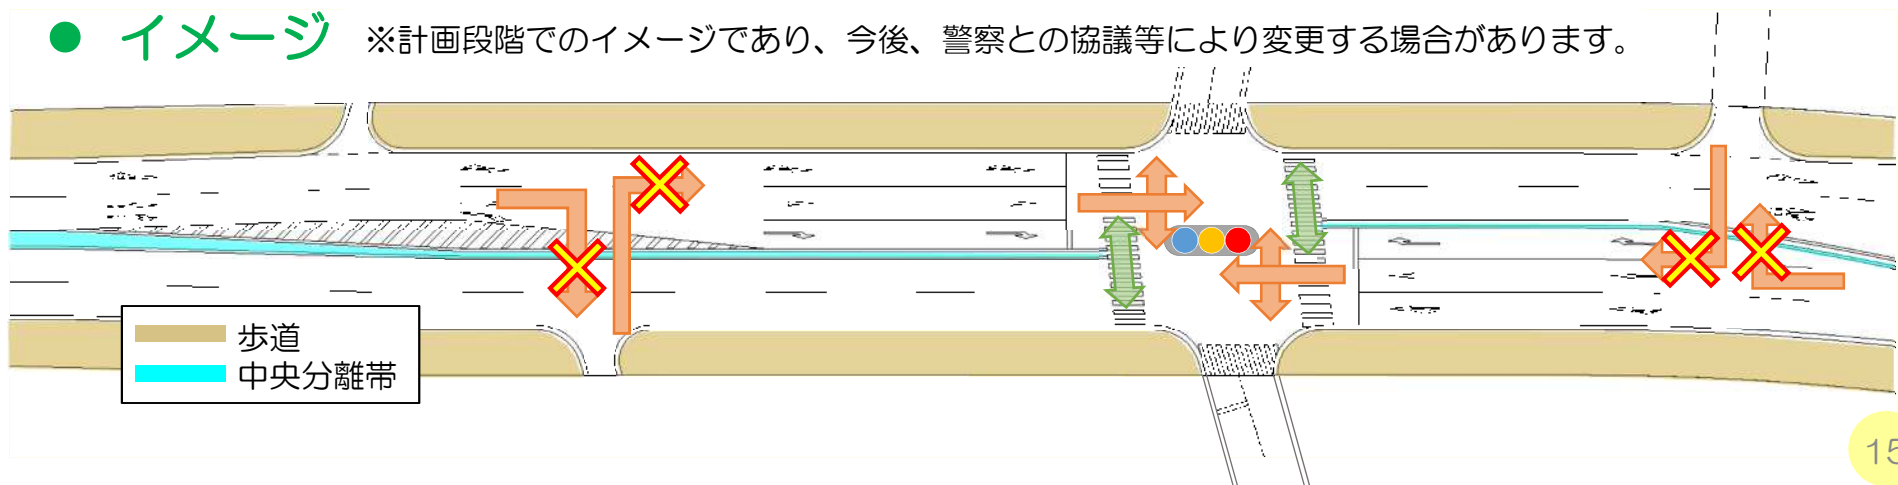 ● イメージ ※計画段階でのイメージであり、今後、警察との協議等により変更する場合があります。
歩道
中央分離帯
15